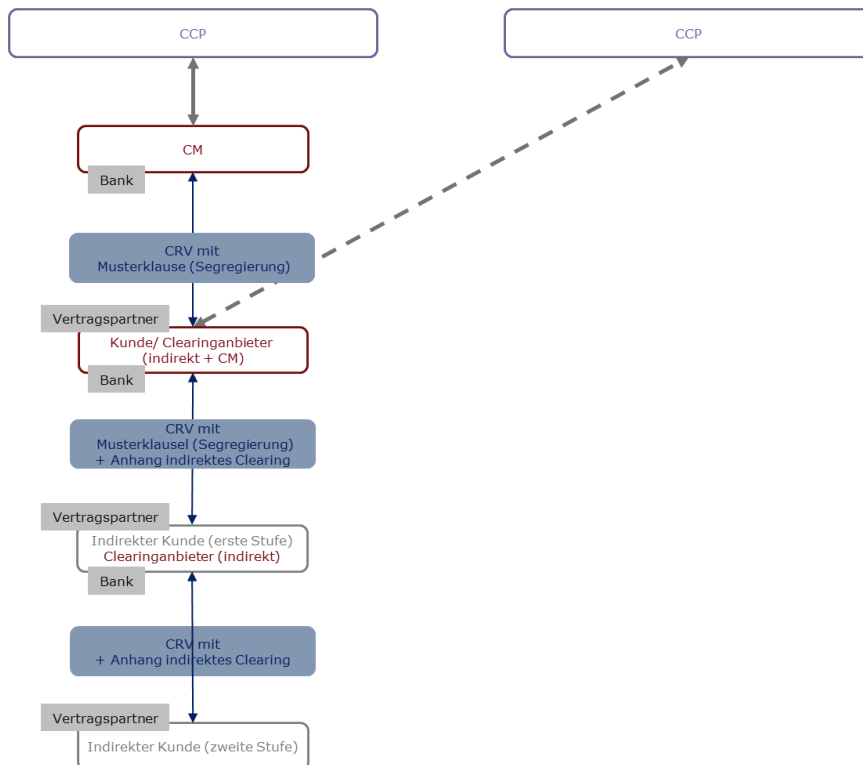 CCP
CCP
CM
Bank
CRV mit
Musterklause (Segregierung)
Vertragspartner
Kunde/ Clearinganbieter
(indirekt + CM)
Bank
CRV mit
Musterklausel (Segregierung)
+ Anhang indirektes Clearing
Vertragspartner
Indirekter Kunde (erste Stufe)
Clearinganbieter (indirekt)
Bank
CRV mit
+ Anhang indirektes Clearing
Vertragspartner
Indirekter Kunde (zweite Stufe)